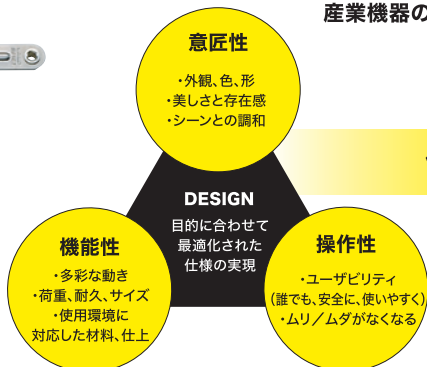 産業機器の
意匠性
・外観、色、形
・美しさと存在感
・シーンとの調和
DESIGN
目的に合わせて
最適化された
仕様の実現
機能性
・多彩な動き
・荷重、耐久、サイズ
・使用環境に
対応した材料、仕上
操作性
・ユーザビリティ
（誰でも、安全に、使いやすく）
・ムリ／ムダがなくなる